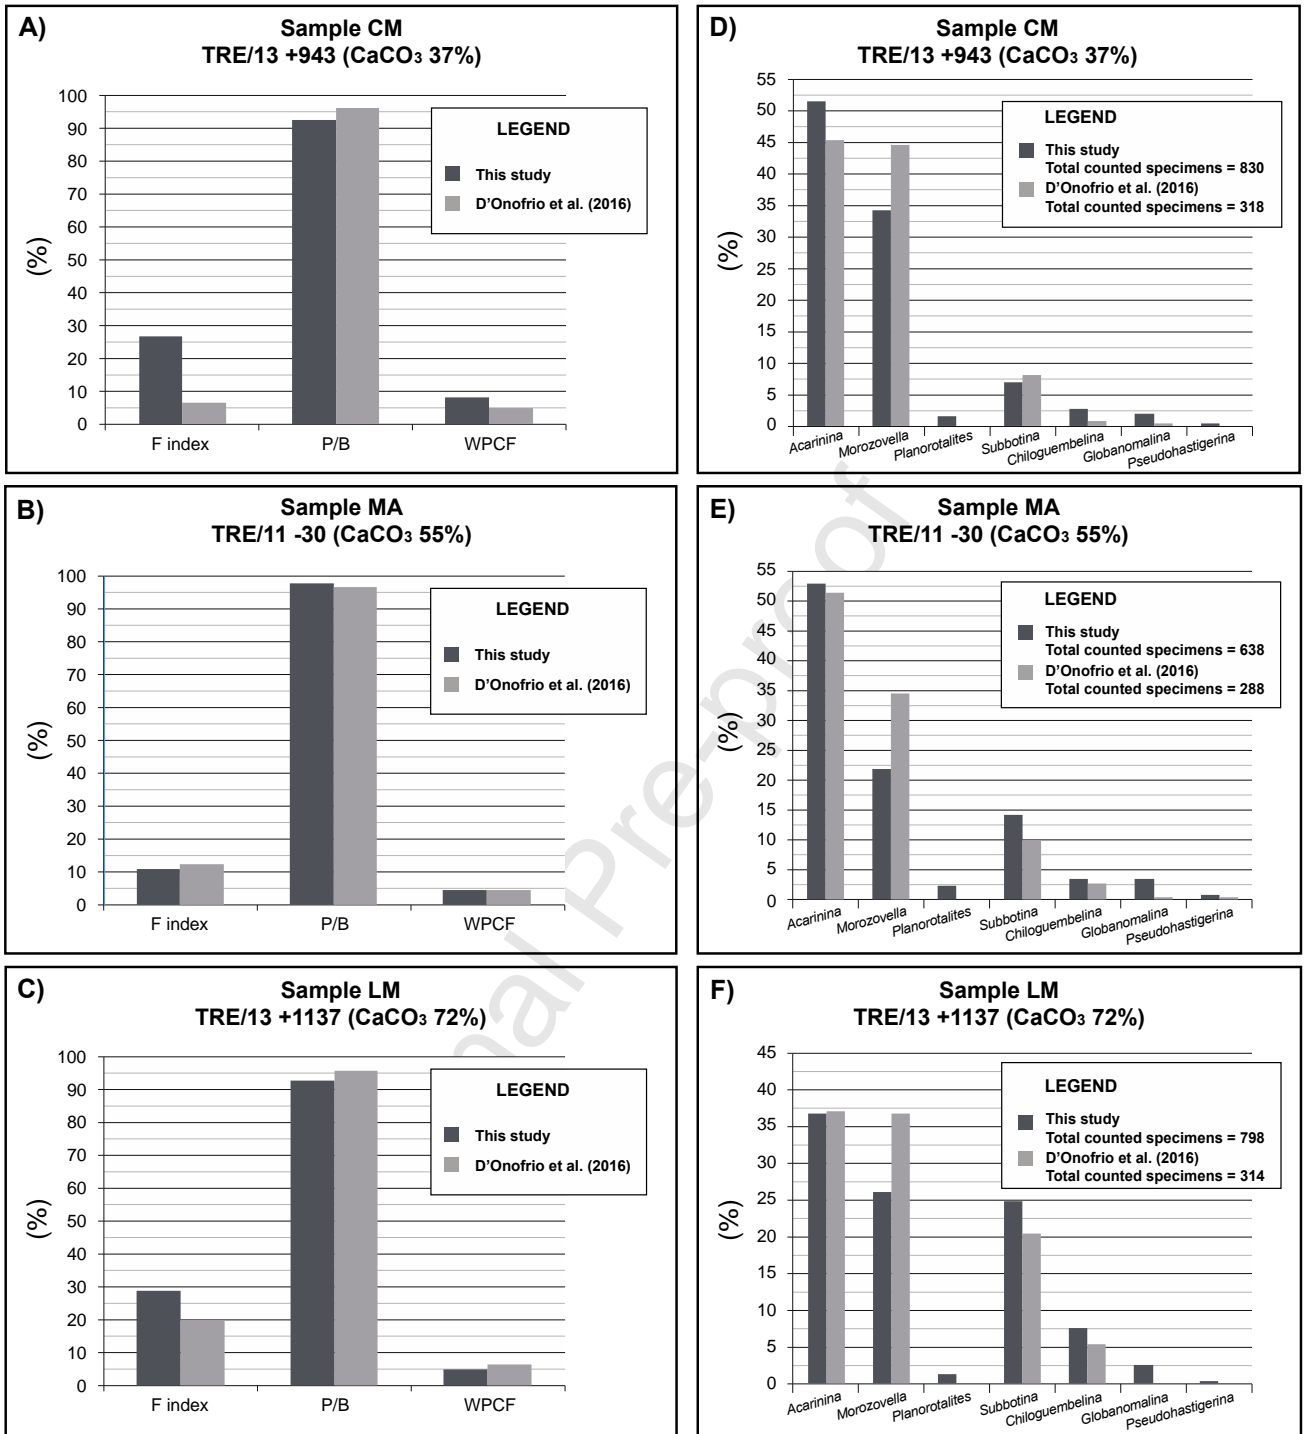 A)
Sample CM
TRE/13 +943 (CaCO₃ 37%)
100
90
80
70
60
50
40
30
20
10
0
(%)
F index P/B WPCF
LEGEND
This study
D'Onofrio et al. (2016)
D)
Sample CM
TRE/13 +943 (CaCO₃ 37%)
55
50
45
40
35
30
25
20
15
10
5
0
(%)
Acarinina Morozovella Planorotalites Subbotina Chiloguembelina Globanomalina Pseudohastigerina
LEGEND
This study
Total counted specimens = 830
D'Onofrio et al. (2016)
Total counted specimens = 318
B)
Sample MA
TRE/11 -30 (CaCO₃ 55%)
100
90
80
70
60
50
40
30
20
10
0
(%)
F index P/B WPCF
LEGEND
This study
D'Onofrio et al. (2016)
E)
Sample MA
TRE/11 -30 (CaCO₃ 55%)
55
50
45
40
35
30
25
20
15
10
5
0
(%)
Acarinina Morozovella Planorotalites Subbotina Chiloguembelina Globanomalina Pseudohastigerina
LEGEND
This study
Total counted specimens = 638
D'Onofrio et al. (2016)
Total counted specimens = 288
C)
Sample LM
TRE/13 +1137 (CaCO₃ 72%)
100
90
80
70
60
50
40
30
20
10
0
(%)
F index P/B WPCF
LEGEND
This study
D'Onofrio et al. (2016)
F)
Sample LM
TRE/13 +1137 (CaCO₃ 72%)
45
40
35
30
25
20
15
10
5
0
(%)
Acarinina Morozovella Planorotalites Subbotina Chiloguembelina Globanomalina Pseudohastigerina
LEGEND
This study
Total counted specimens = 798
D'Onofrio et al. (2016)
Total counted specimens = 314
nal Pre-proof